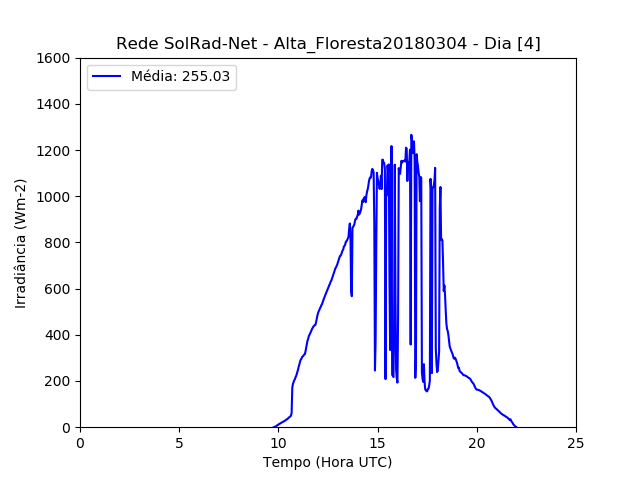 Rede SolRad-Net - Alta_Floresta20180304 - Dia [4]
Média: 255.03
1600
1400
1200
1000
800
600
400
200
0
Irradiância (Wm-2)
0 5 10 15 20 25
Tempo (Hora UTC)